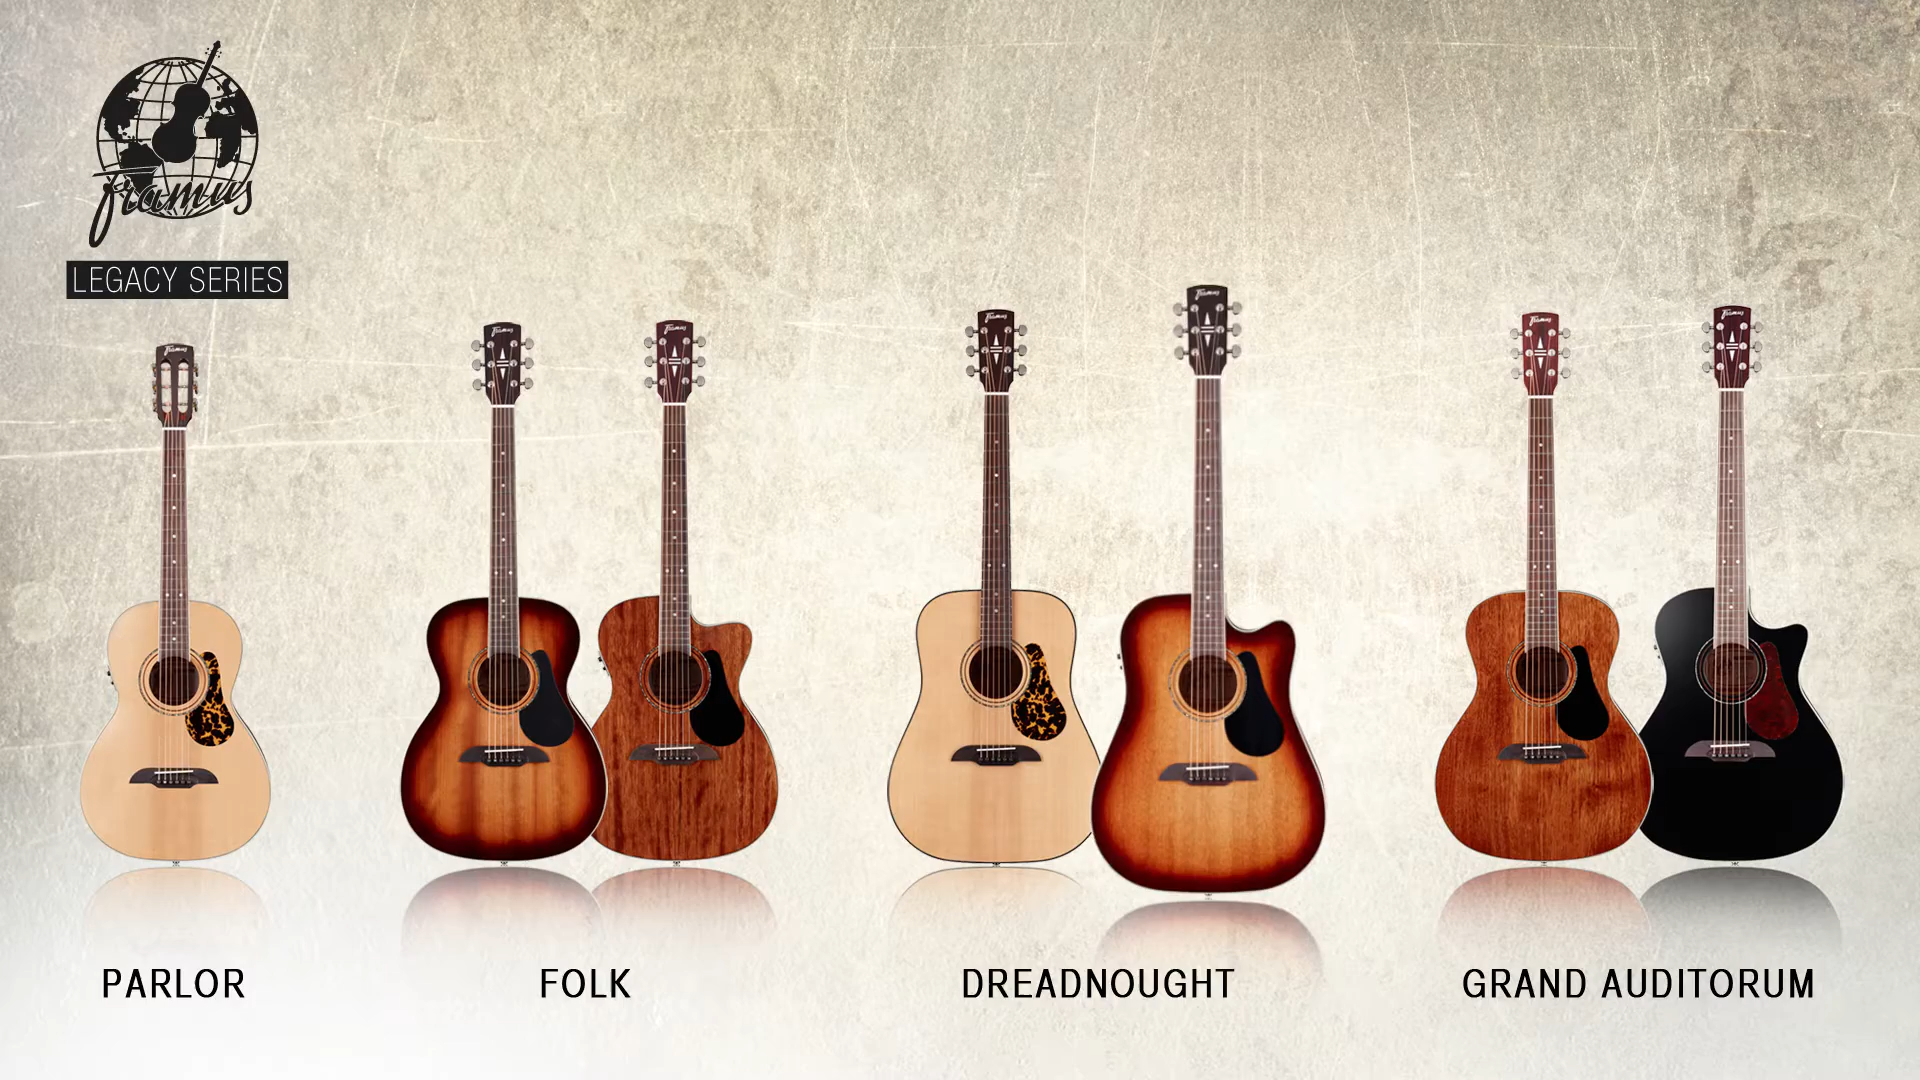 framus
LEGACY SERIES
PARLOR
FOLK
DREADNOUGHT
GRAND AUDITORUM